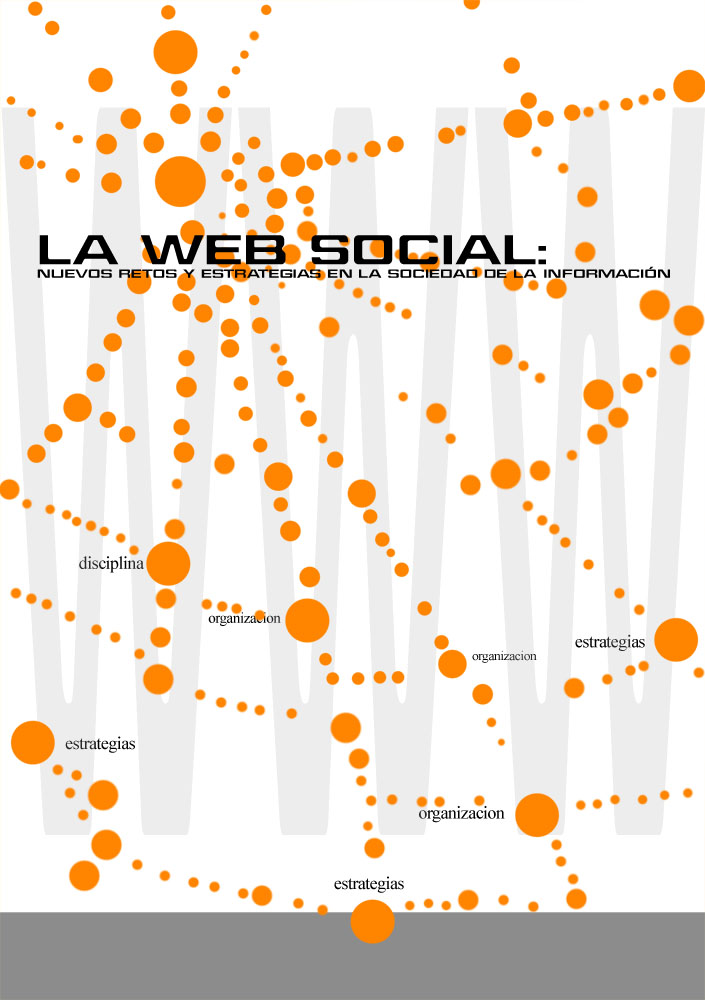 WWW
LA WEB SOCIAL:
NUEVOS RETOS Y ESTRATEGIAS EN LA SOCIEDAD DE LA INFORMACIÓN
disciplina
organizacion
estrategias
organizacion
estrategias
organizacion
estrategias